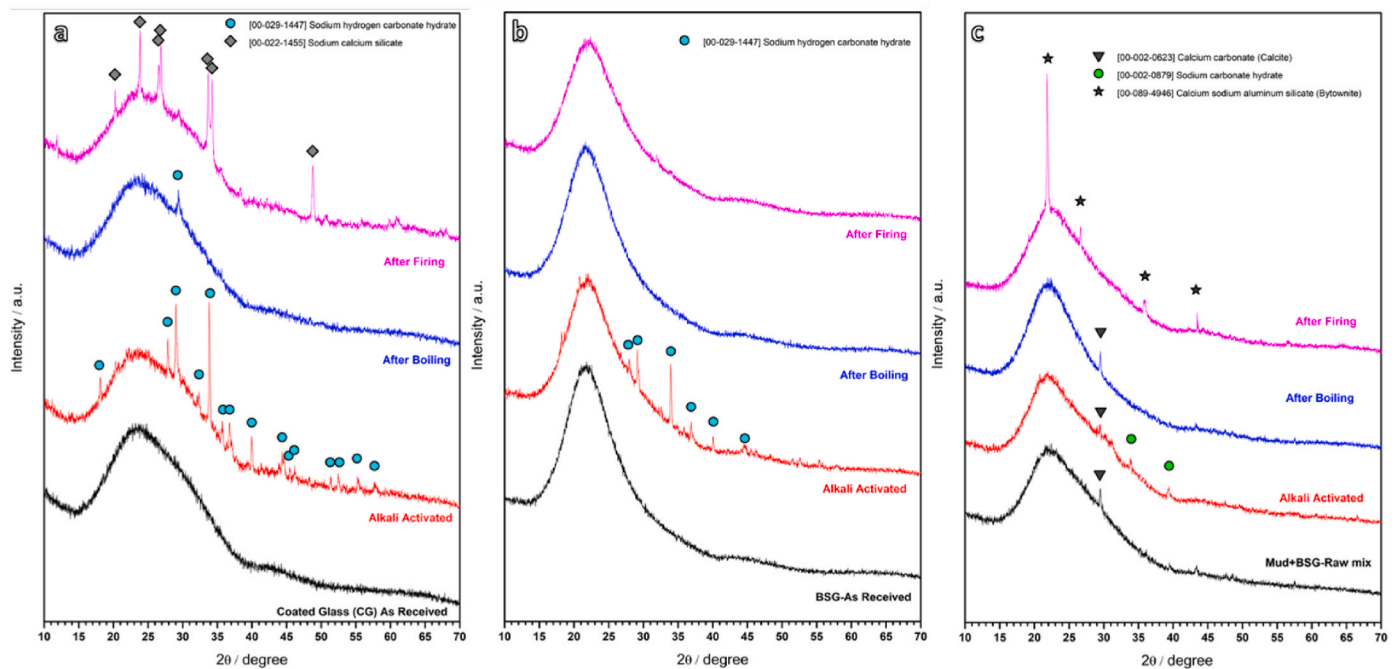 a
[00-029-1447] Sodium hydrogen carbonate hydrate
[00-022-1455] Sodium calcium silicate
After Firing
After Boiling
Alkali Activated
Coated Glass (CG) As Received
Intensity / a.u.
10 15 20 25 30 35 40 45 50 55 60 65 70
2θ / degree
b
[00-029-1447] Sodium hydrogen carbonate hydrate
After Firing
After Boiling
Alkali Activated
BSG-As Received
Intensity / a.u.
10 15 20 25 30 35 40 45 50 55 60 65 70
2θ / degree
c
[00-002-0623] Calcium carbonate (Calcite)
[00-002-0879] Sodium carbonate hydrate
[00-089-4946] Calcium sodium aluminum silicate (Bytownite)
After Firing
After Boiling
Alkali Activated
Mud+BSG-Raw mix
Intensity / a.u.
10 15 20 25 30 35 40 45 50 55 60 65 70
2θ / degree